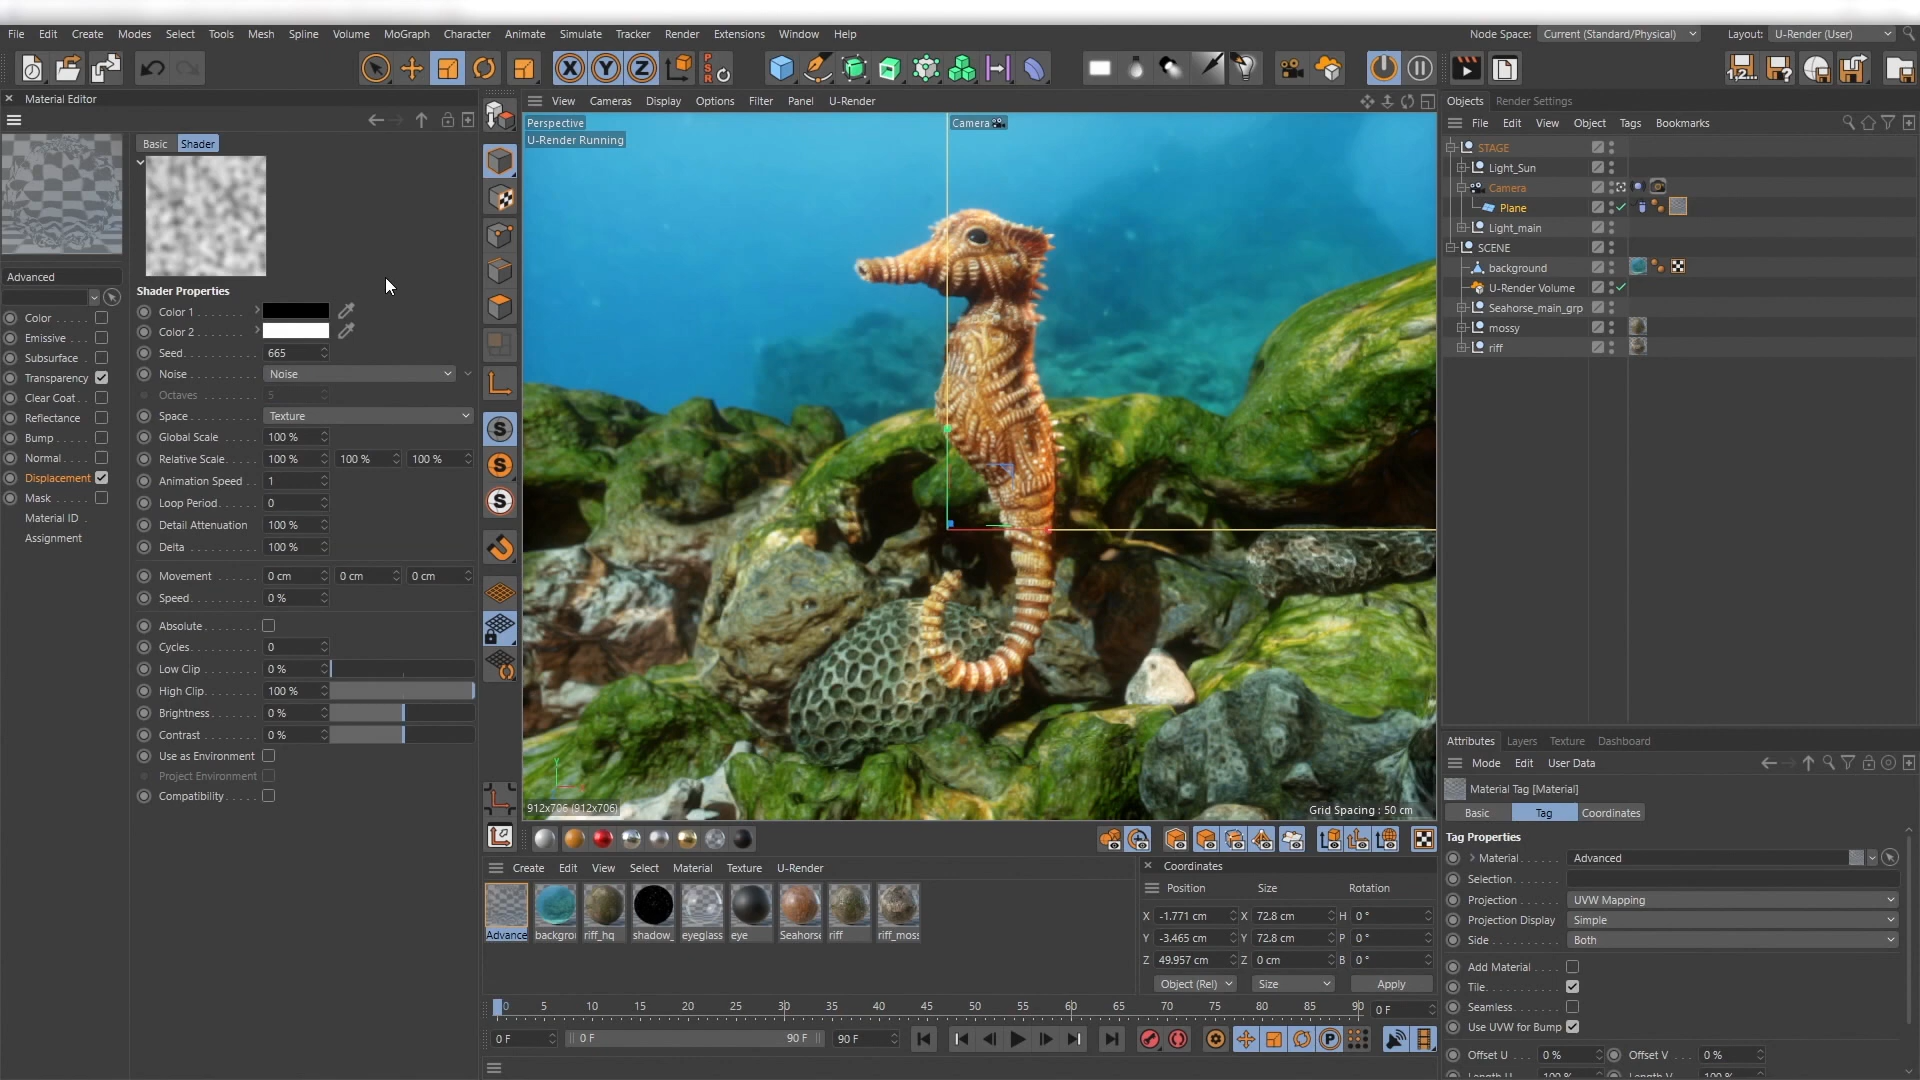 File Edit Create Modes Select Tools Mesh Spline Volume MoGraph Character Animate Simulate Tracker Render Extensions Window Help Node Space: Current (Standard/Physical) Layout: U-Render (User)
PSR
Material Editor
View Cameras Display Options Filter Panel U-Render
Objects Render Settings
File Edit View Object Tags Bookmarks
Basic Shader
Perspective
Camera
U-Render Running
STAGE
Light_Sun
Camera
Plane
Light_main
SCENE
background
U-Render Volume
Seahorse_main_grp
mossy
riff
Advanced
Color
Emissive
Subsurface
Transparency
Clear Coat
Reflectance
Bump
Normal
Displacement
Mask
Material ID
Assignment
Shader Properties
Color 1
Color 2
Seed 665
Noise Noise
Octaves 5
Space Texture
Global Scale 100 %
Relative Scale 100 % 100 % 100 %
Animation Speed 1
Loop Period 0
Detail Attenuation 100 %
Delta 100 %
Movement 0 cm 0 cm 0 cm
Speed 0 %
Absolute
Cycles 0
Low Clip 0 %
High Clip 100 %
Brightness 0 %
Contrast 0 %
Use as Environment
Project Environment
Compatibility
912x706 (912x706)
Grid Spacing : 50 cm
Create Edit View Select Material Texture U-Render
Advance backgro riff_hq shadow_ eyeglass eye Seahorse riff riff_moss
Coordinates
Position Size Rotation
X -1.771 cm X 72.8 cm H 0 °
Y -3.465 cm Y 72.8 cm P 0 °
Z 49.957 cm Z 0 cm B 0 °
Object (Rel) Size Apply
0 5 10 15 20 25 30 35 40 45 50 55 60 65 70 75 80 85 90 0 F
0 F 0 F 90 F 90 F
Attributes Layers Texture Dashboard
Mode Edit User Data
Material Tag [Material]
Basic Tag Coordinates
Tag Properties
Material Advanced
Selection
Projection UVW Mapping
Projection Display Simple
Side Both
Add Material
Tile
Seamless
Use UVW for Bump
Offset U 0 % Offset V 0 %
Length U 100 % Length V 100 %